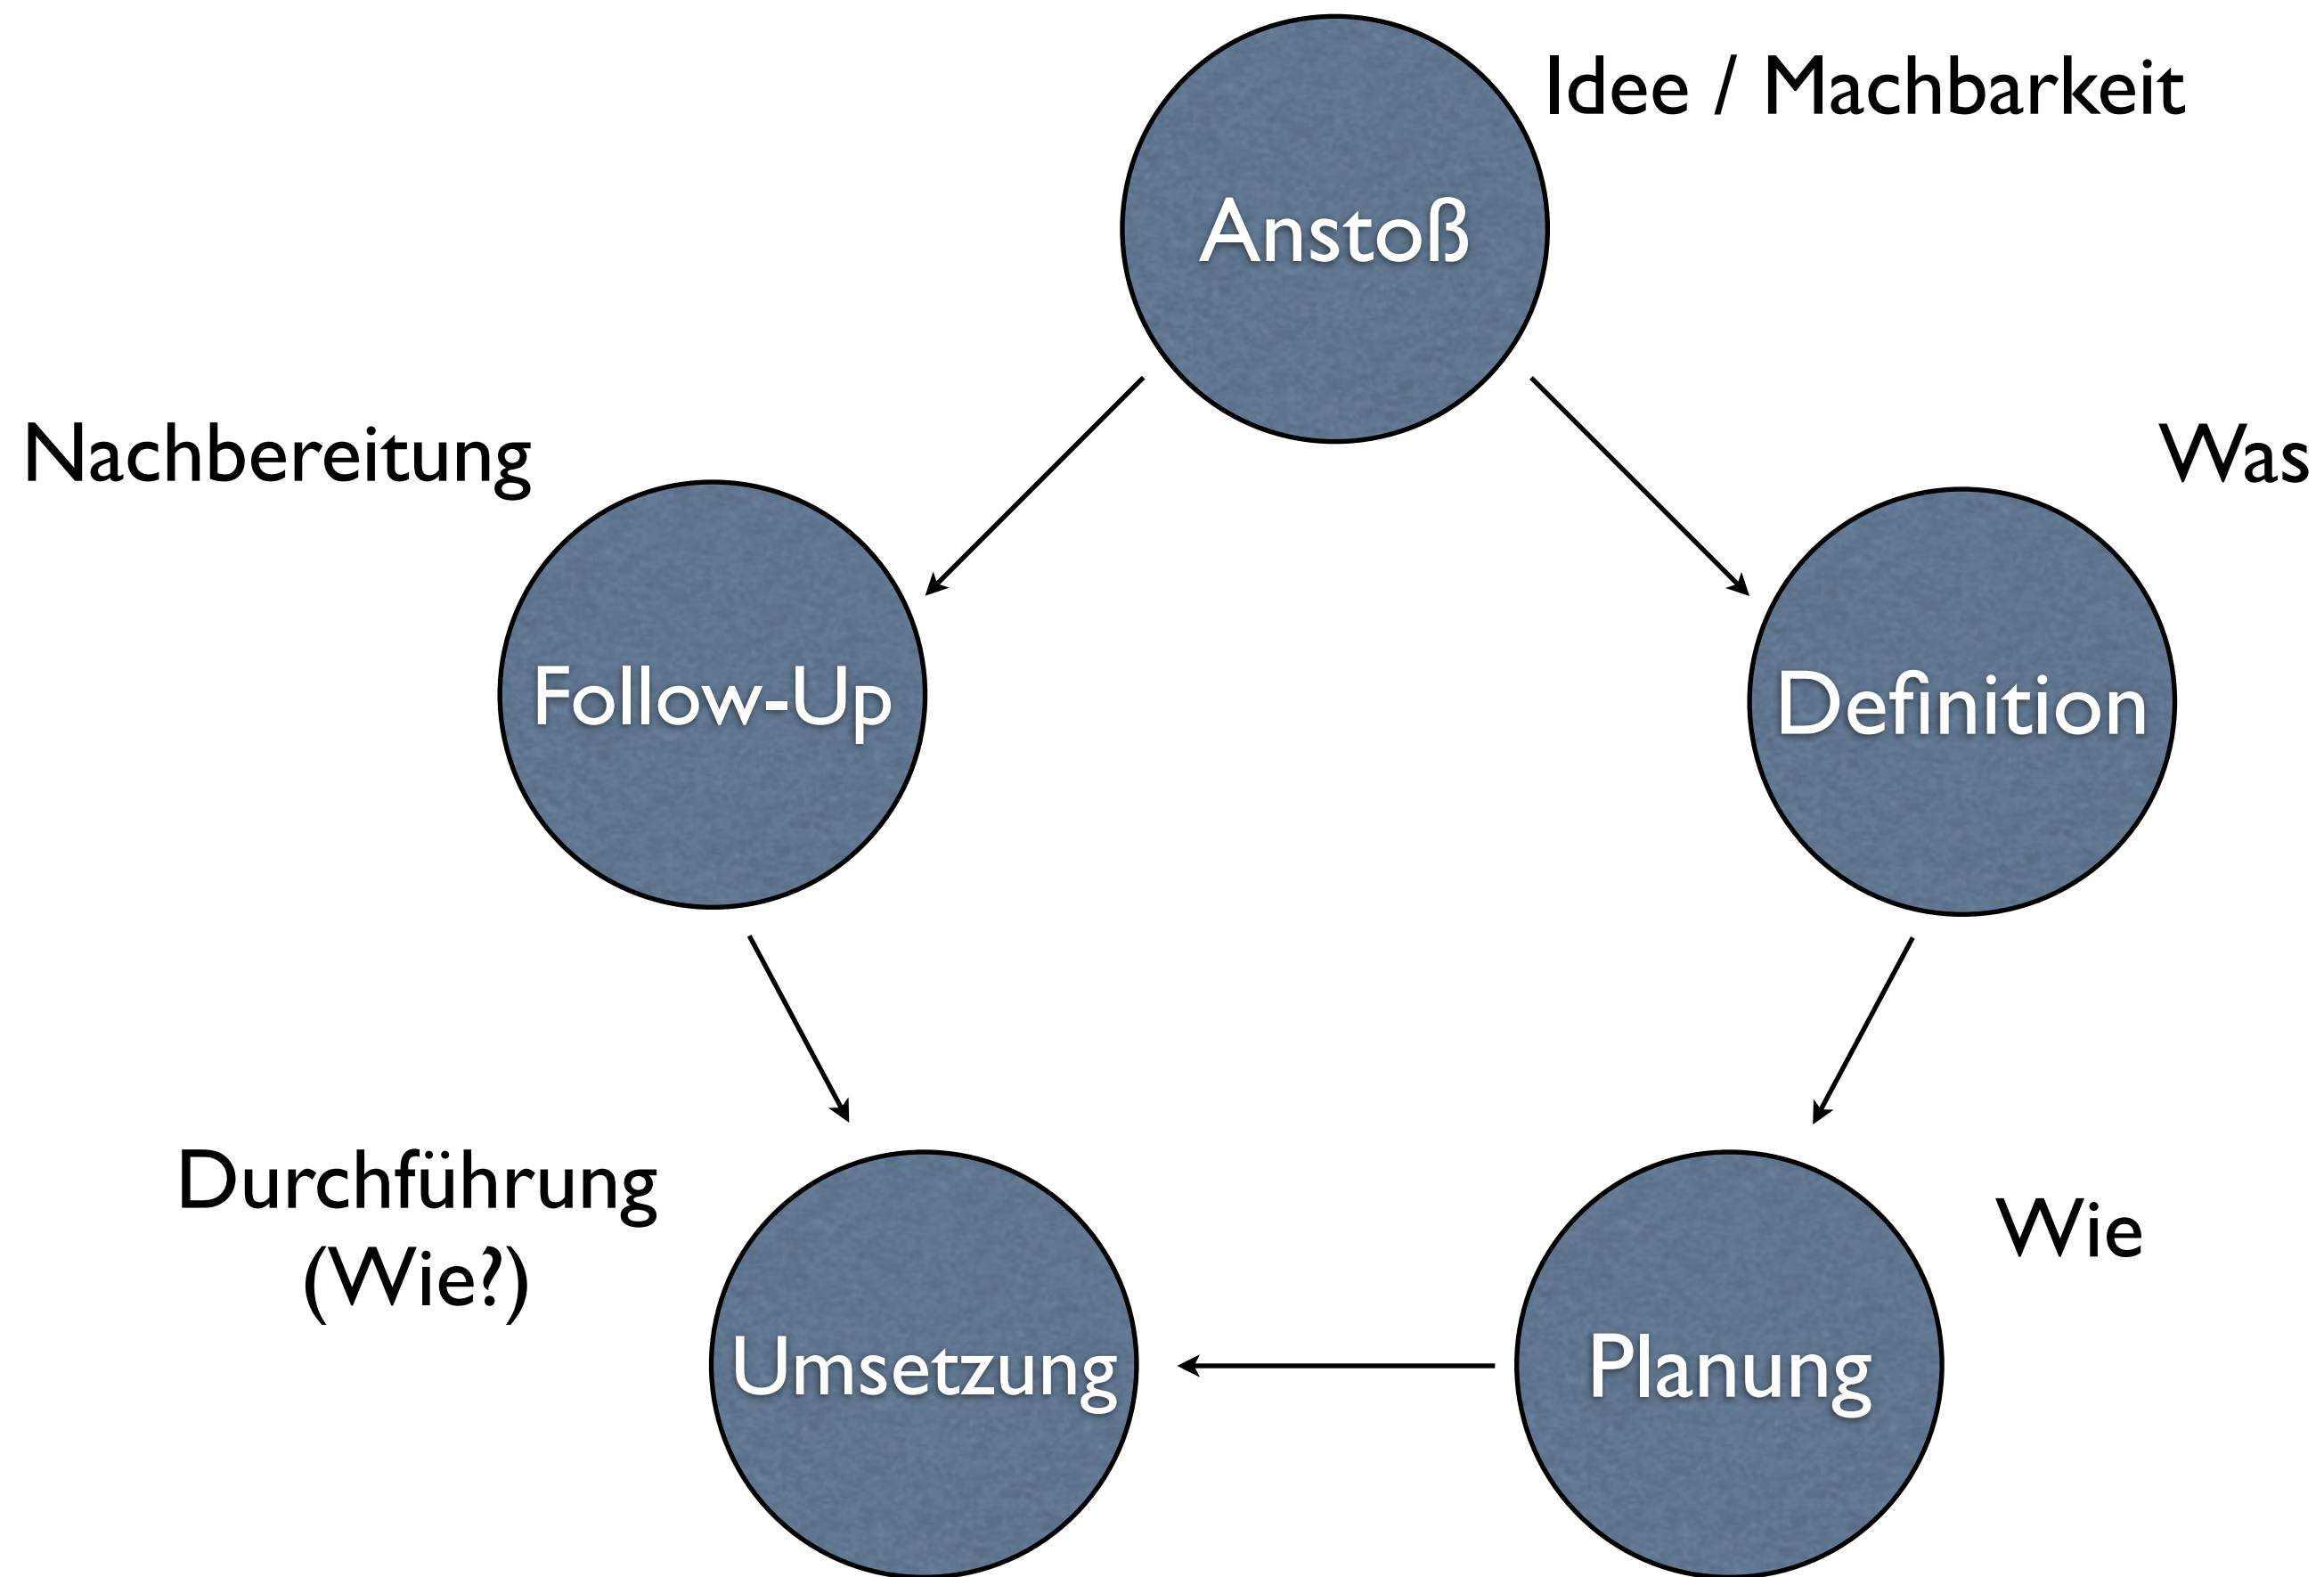 Idee / Machbarkeit
Anstoß
Nachbereitung
Was
Follow-Up
Definition
Durchführung
(Wie?)
Wie
Umsetzung
Planung